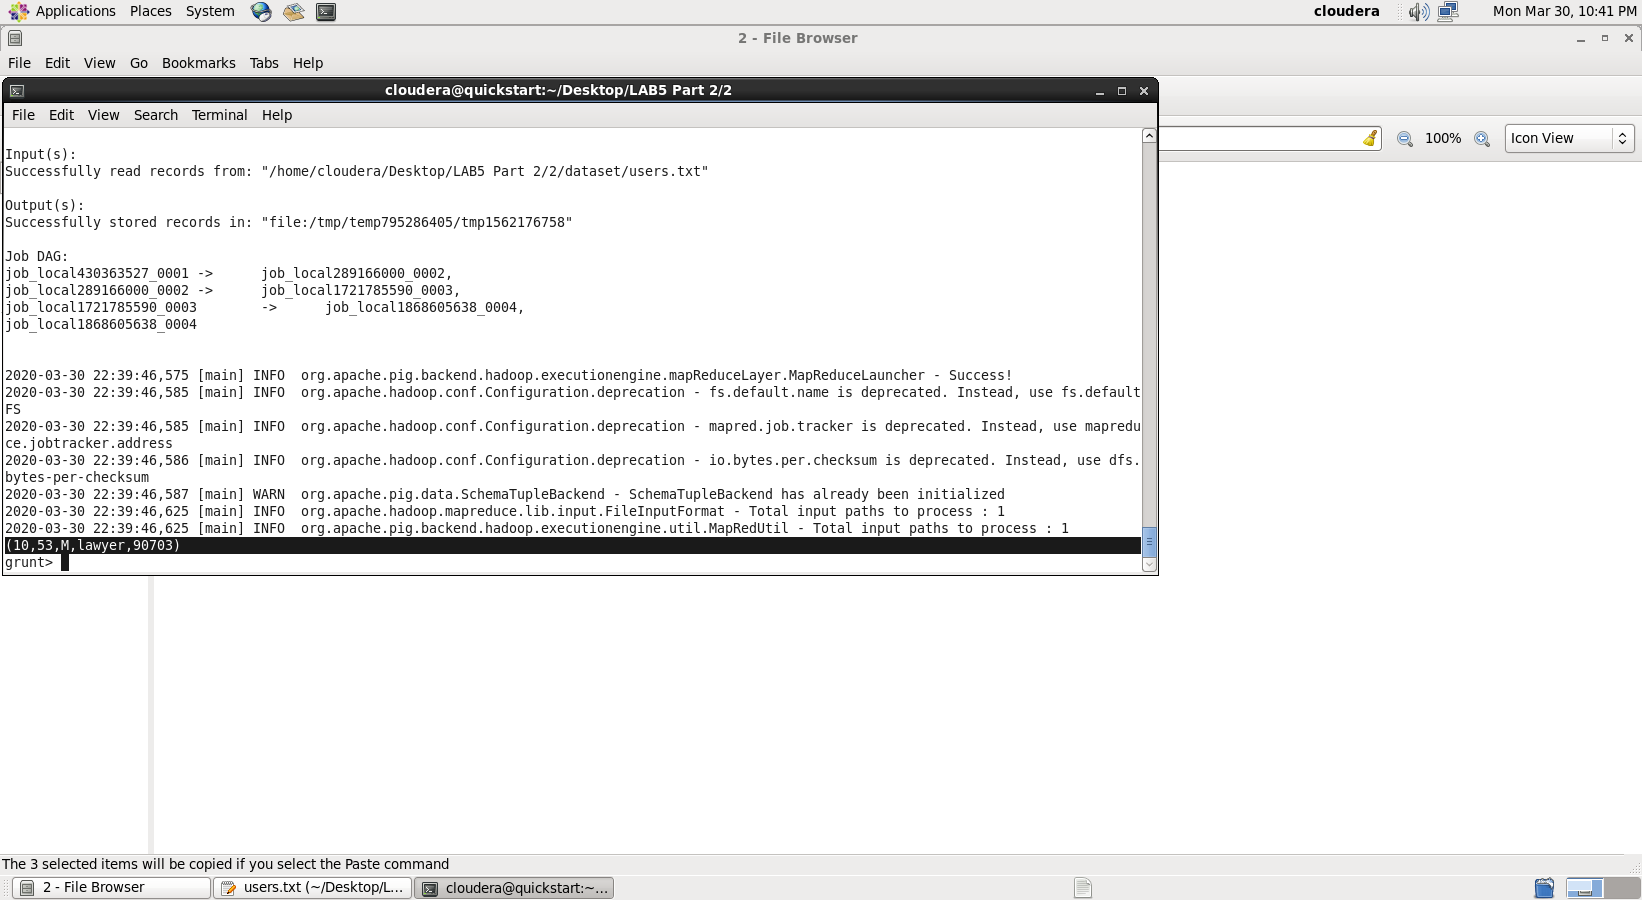 Applications Places System
cloudera
Mon Mar 30, 10:41 PM
2 - File Browser
File Edit View Go Bookmarks Tabs Help
cloudera@quickstart:~/Desktop/LAB5 Part 2/2
File Edit View Search Terminal Help
100%
Icon View
Input(s):
Successfully read records from: "/home/cloudera/Desktop/LAB5 Part 2/2/dataset/users.txt"
Output(s):
Successfully stored records in: "file:/tmp/temp795286405/tmp1562176758"
Job DAG:
job_local430363527_0001 -> job_local289166000_0002,
job_local289166000_0002 -> job_local1721785590_0003,
job_local1721785590_0003 -> job_local1868605638_0004,
job_local1868605638_0004
2020-03-30 22:39:46,575 [main] INFO org.apache.pig.backend.hadoop.executionengine.mapReduceLayer.MapReduceLauncher - Success!
2020-03-30 22:39:46,585 [main] INFO org.apache.hadoop.conf.Configuration.deprecation - fs.default.name is deprecated. Instead, use fs.default
FS
2020-03-30 22:39:46,585 [main] INFO org.apache.hadoop.conf.Configuration.deprecation - mapred.job.tracker is deprecated. Instead, use mapredu
ce.jobtracker.address
2020-03-30 22:39:46,586 [main] INFO org.apache.hadoop.conf.Configuration.deprecation - io.bytes.per.checksum is deprecated. Instead, use dfs.
bytes-per-checksum
2020-03-30 22:39:46,587 [main] WARN org.apache.pig.data.SchemaTupleBackend - SchemaTupleBackend has already been initialized
2020-03-30 22:39:46,625 [main] INFO org.apache.hadoop.mapreduce.lib.input.FileInputFormat - Total input paths to process : 1
2020-03-30 22:39:46,625 [main] INFO org.apache.pig.backend.hadoop.executionengine.util.MapRedUtil - Total input paths to process : 1
(10,53,M,lawyer,90703)
grunt>
The 3 selected items will be copied if you select the Paste command
2 - File Browser
users.txt (~/Desktop/L...
cloudera@quickstart:~...